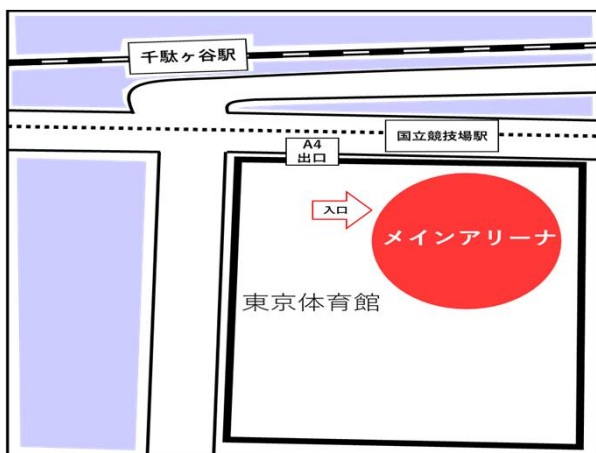 千駄ヶ谷駅
国立競技場駅
A4
出口
入口
メインアリーナ
東京体育館